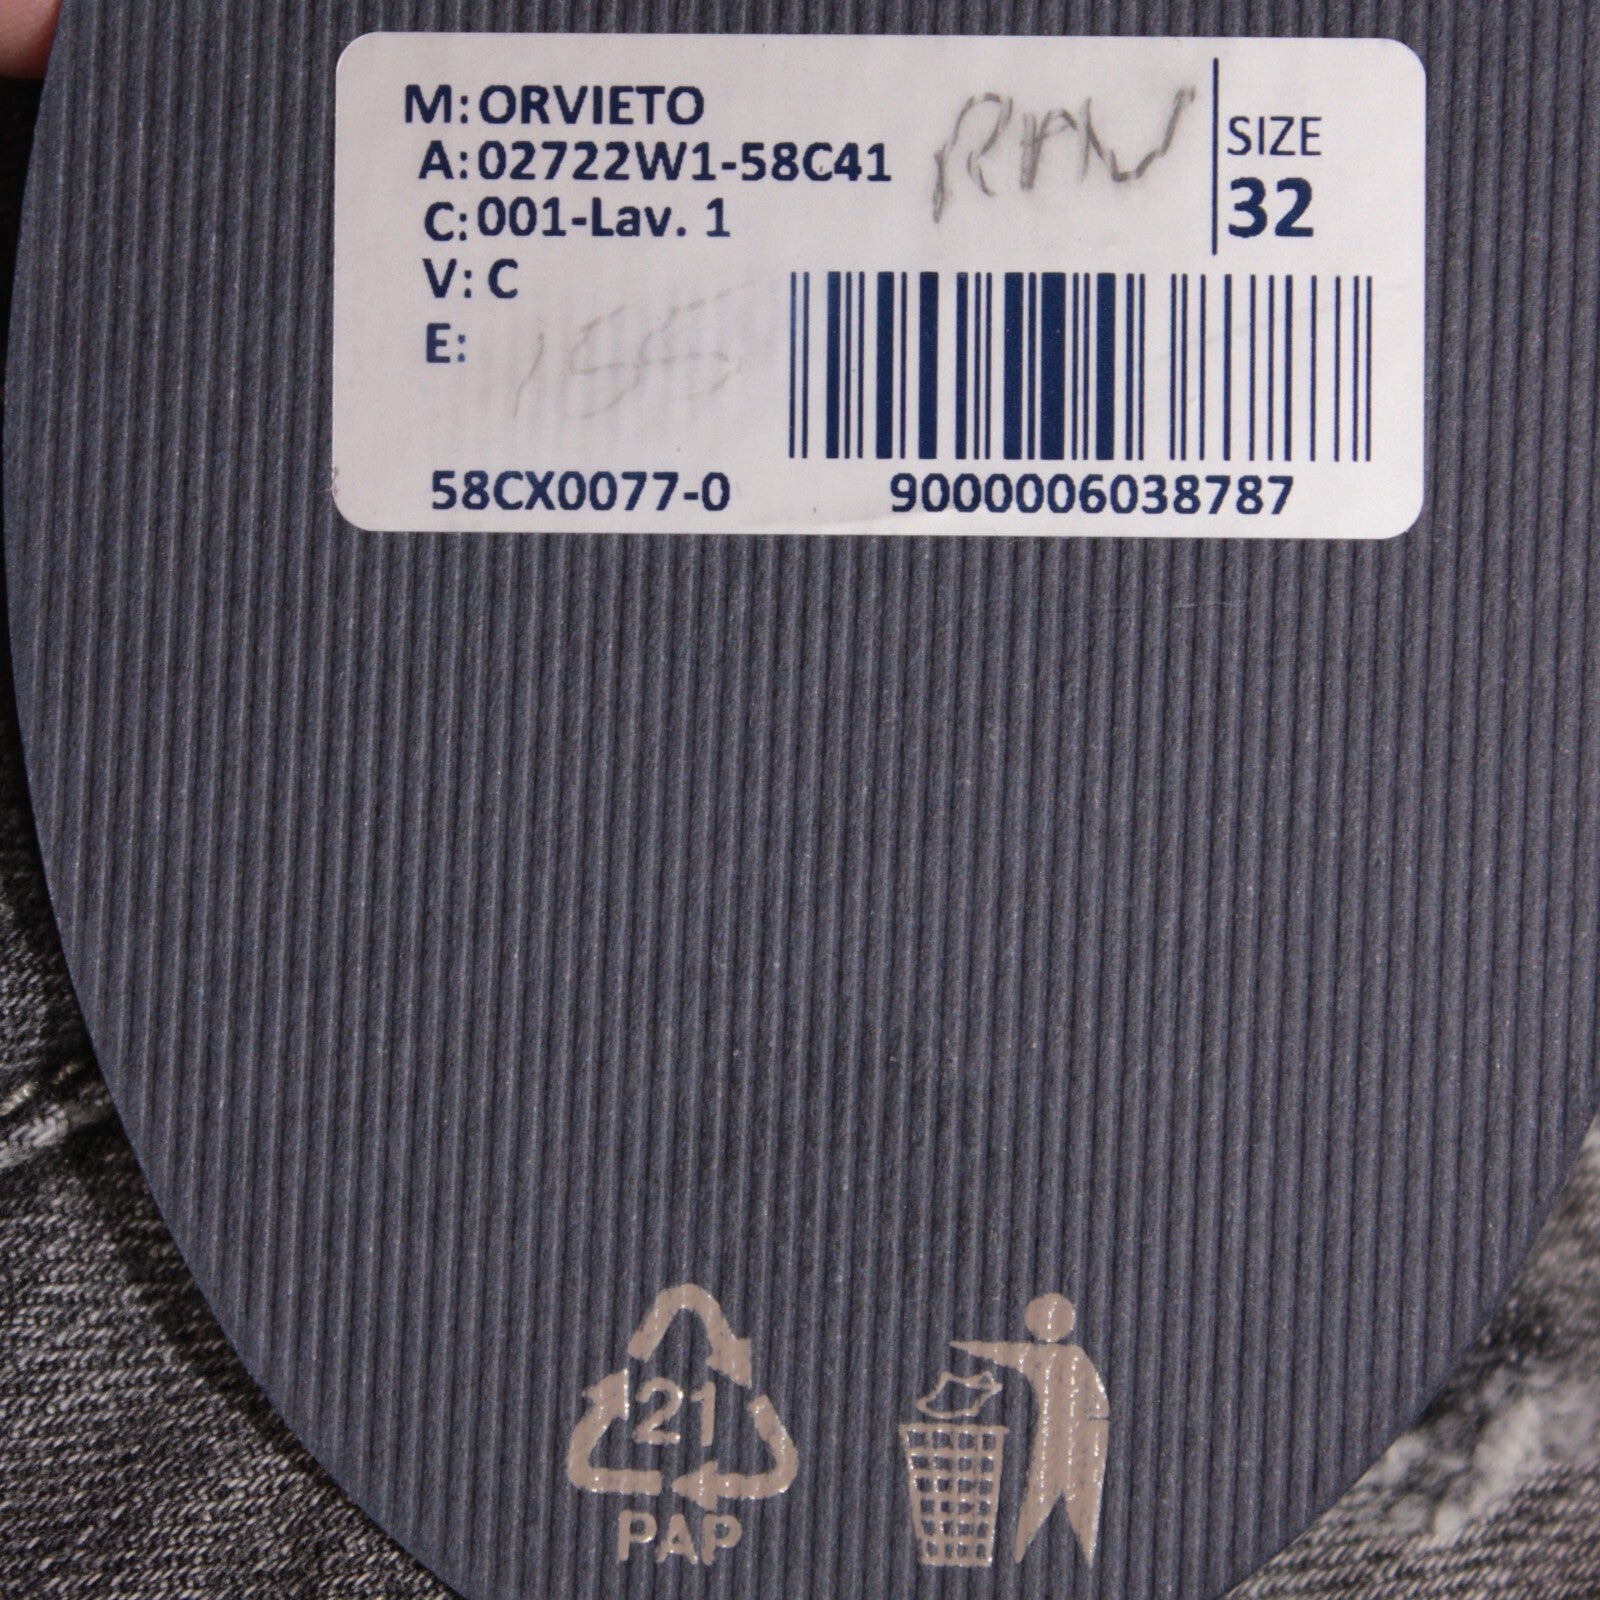 M: ORVIETO
A: 02722W1-58C41
C: 001-Lav. 1
V: C
E:
SIZE
32
58CX0077-0
9000006038787
21
PAP